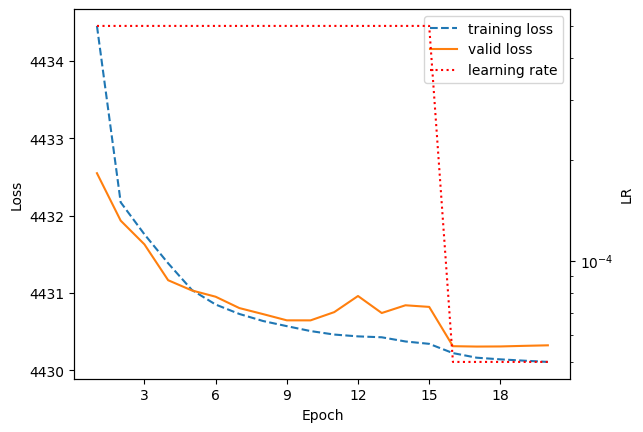 training loss
valid loss
learning rate
4434
4433
4432
4431
4430
Loss
LR
10⁻⁴
3 6 9 12 15 18
Epoch